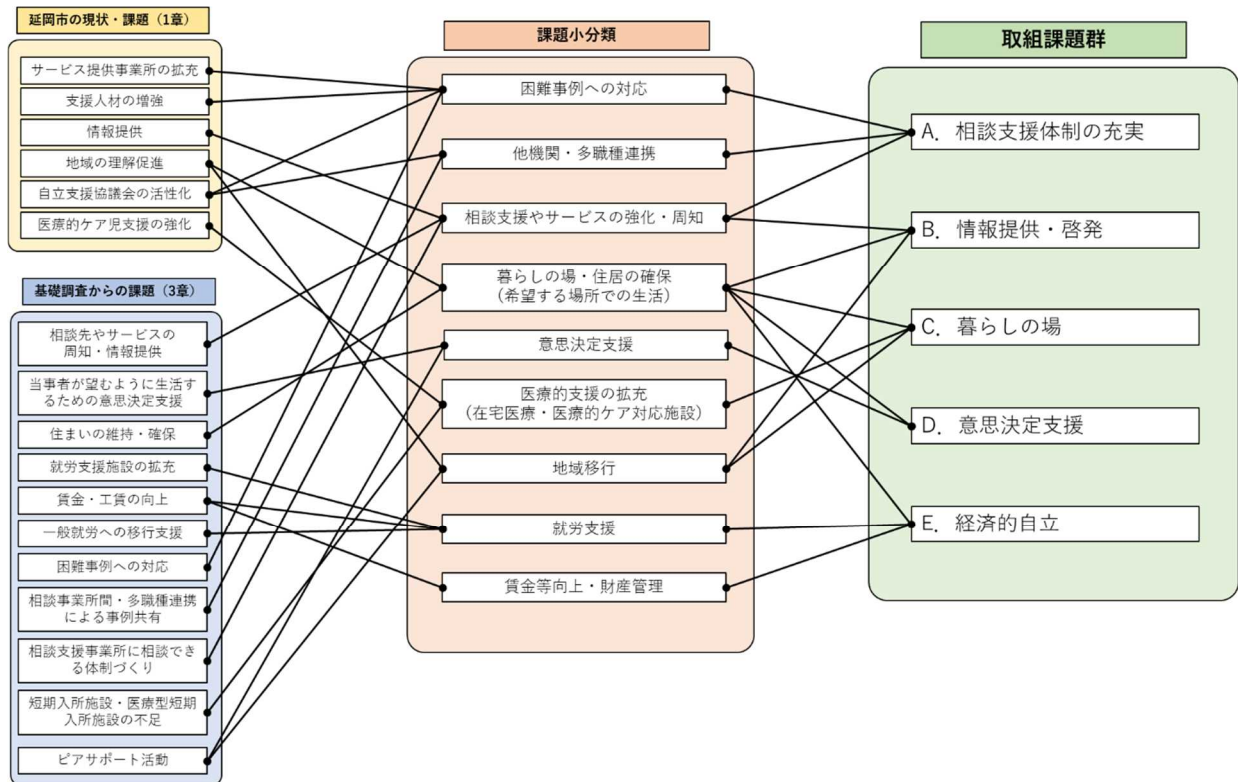 延岡市の現状・課題（1章）
サービス提供事業所の拡充
支援人材の増強
情報提供
地域の理解促進
自立支援協議会の活性化
医療的ケア児支援の強化
基礎調査からの課題（3章）
相談先やサービスの
周知・情報提供
当事者が望むように生活す
るための意思決定支援
住まいの維持・確保
就労支援施設の拡充
賃金・工賃の向上
一般就労への移行支援
困難事例への対応
相談事業所間・多職種連携
による事例共有
相談支援事業所に相談でき
る体制づくり
短期入所施設・医療型短期
入所施設の不足
ピアサポート活動
課題小分類
困難事例への対応
他機関・多職種連携
相談支援やサービスの強化・周知
暮らしの場・住居の確保
（希望する場所での生活）
意思決定支援
医療的支援の拡充
（在宅医療・医療的ケア対応施設）
地域移行
就労支援
賃金等向上・財産管理
取組課題群
A．相談支援体制の充実
B．情報提供・啓発
C．暮らしの場
D．意思決定支援
E．経済的自立